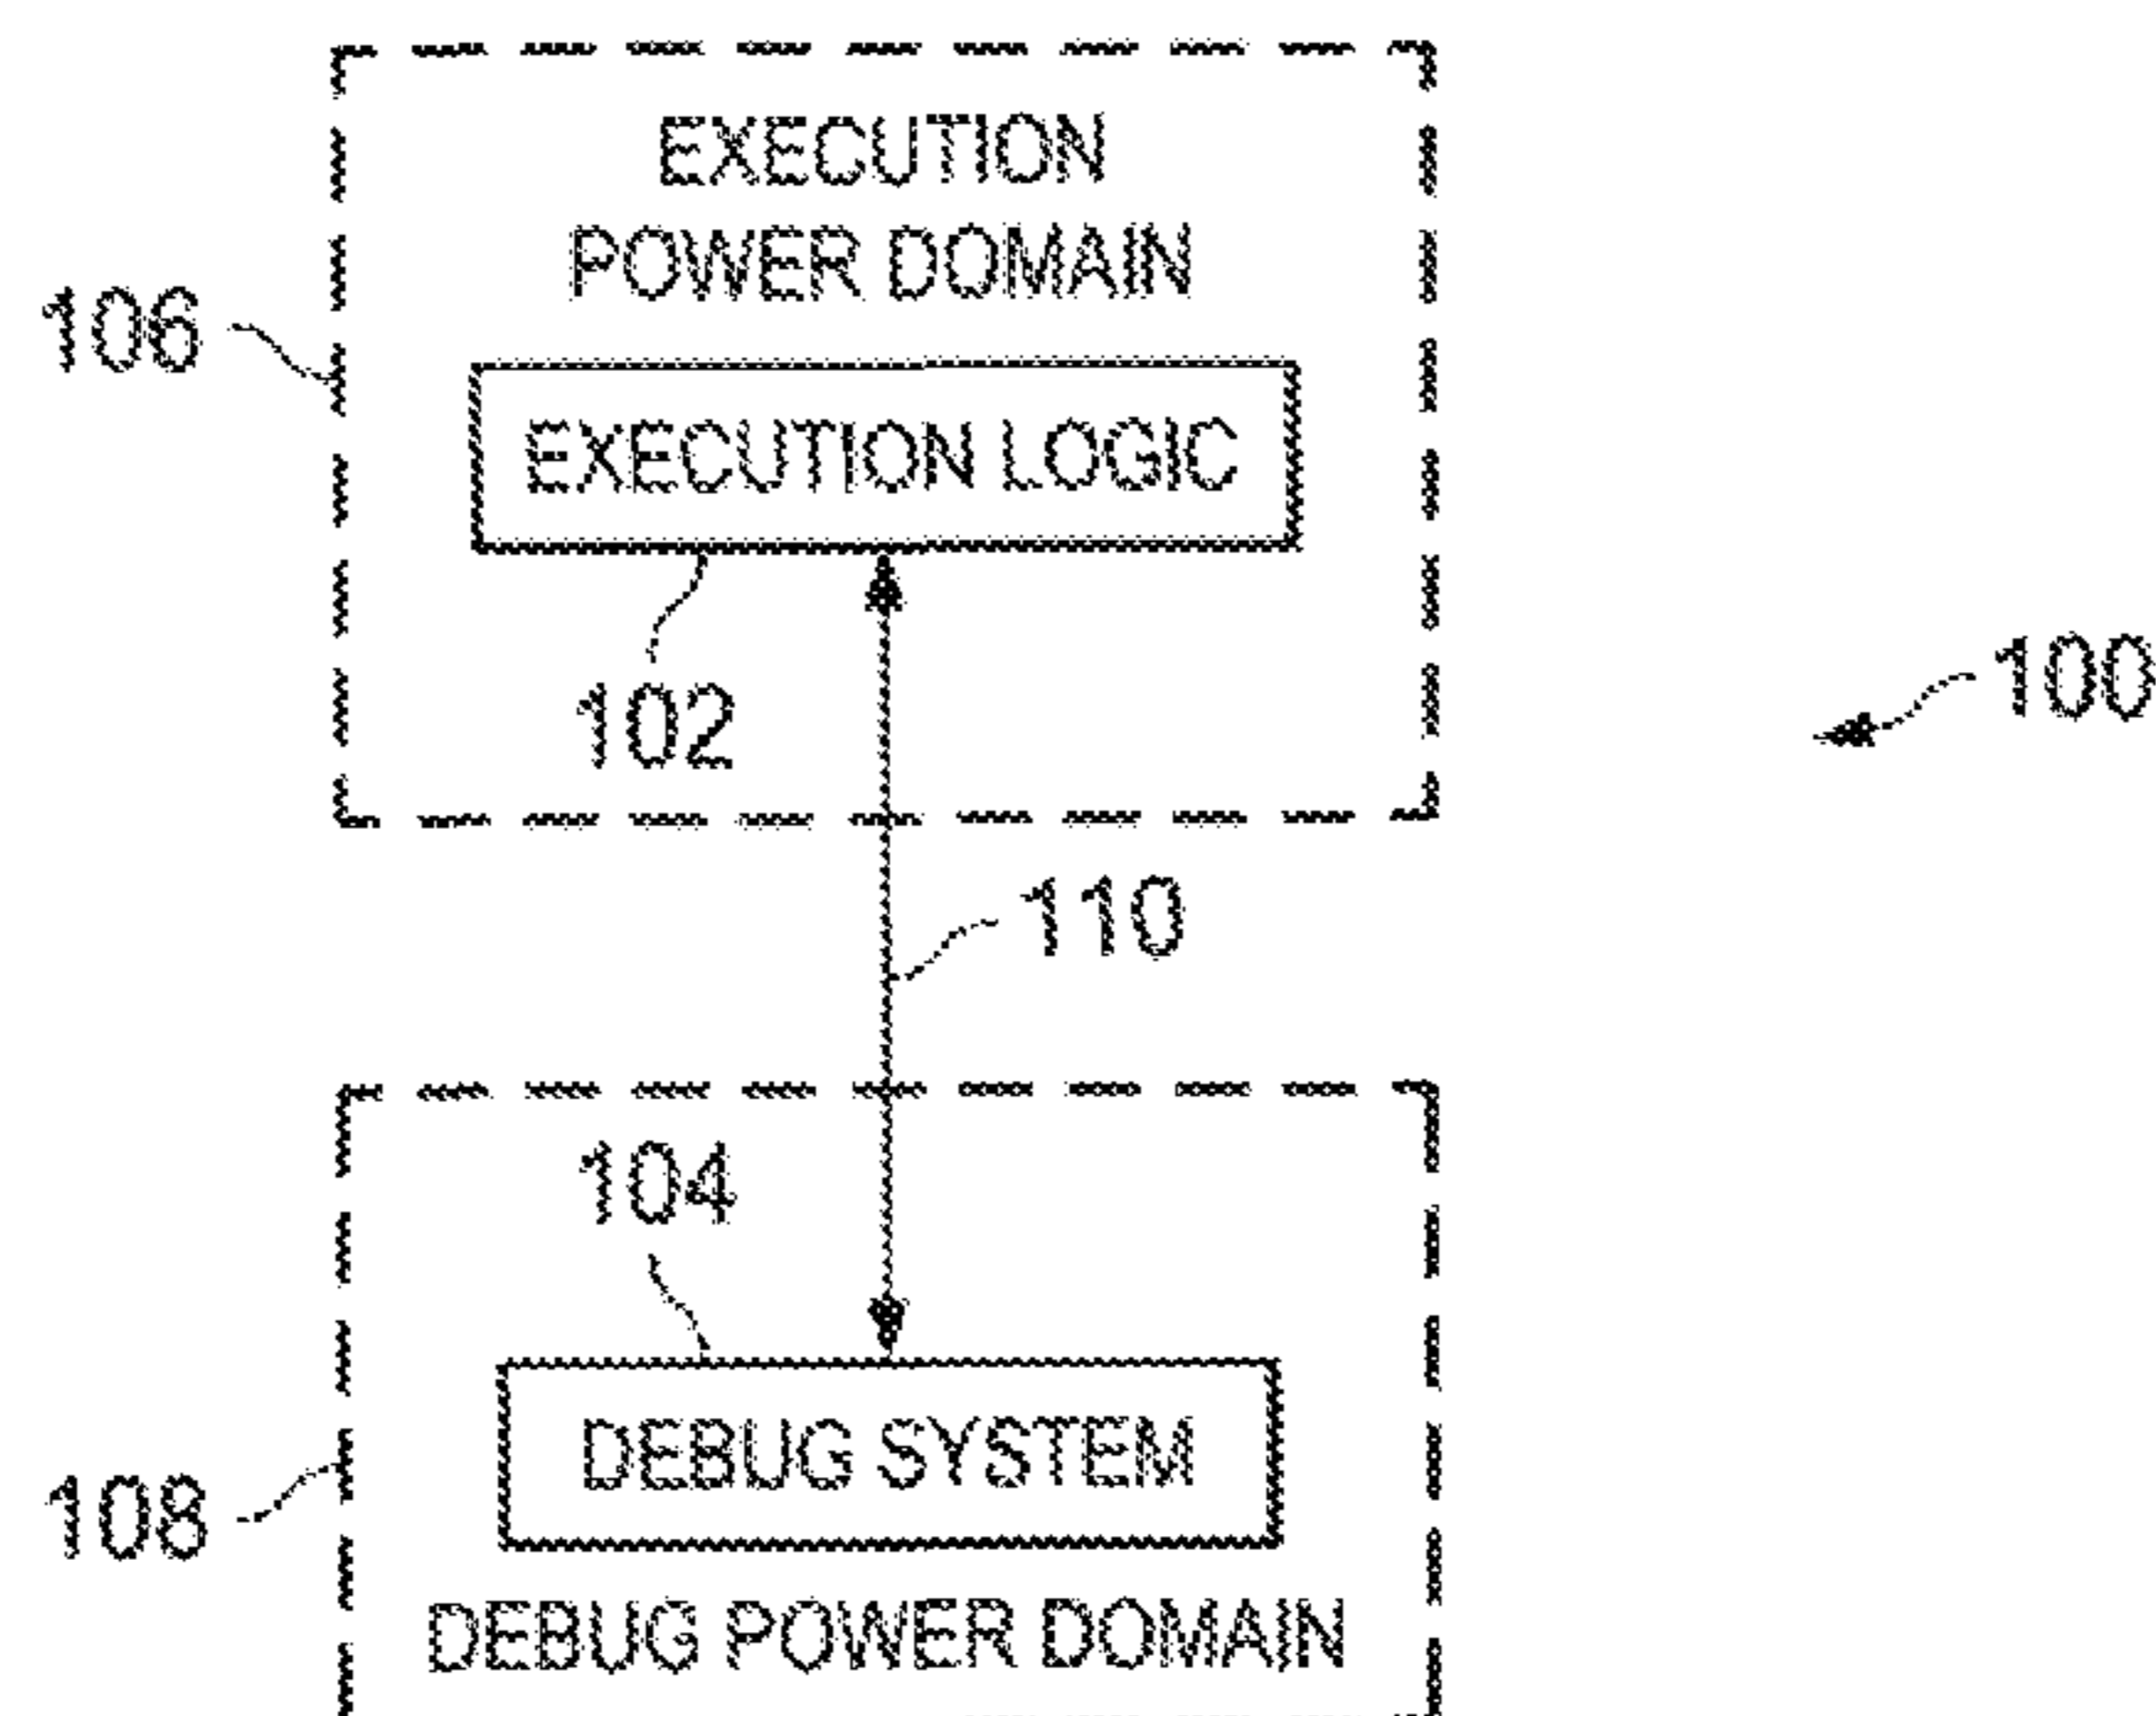 EXECUTION
POWER DOMAIN
106
EXECUTION LOGIC
102
100
110
104
DEBUG SYSTEM
108
DEBUG POWER DOMAIN